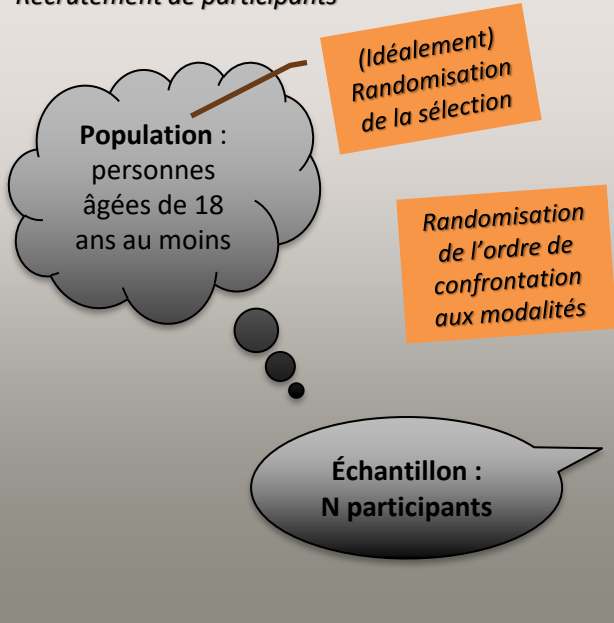 Recrutement de participants
(Idéalement)
Randomisation
de la sélection
Population :
personnes
âgées de 18
ans au moins
Randomisation
de l'ordre de
confrontation
aux modalités
Échantillon :
N participants